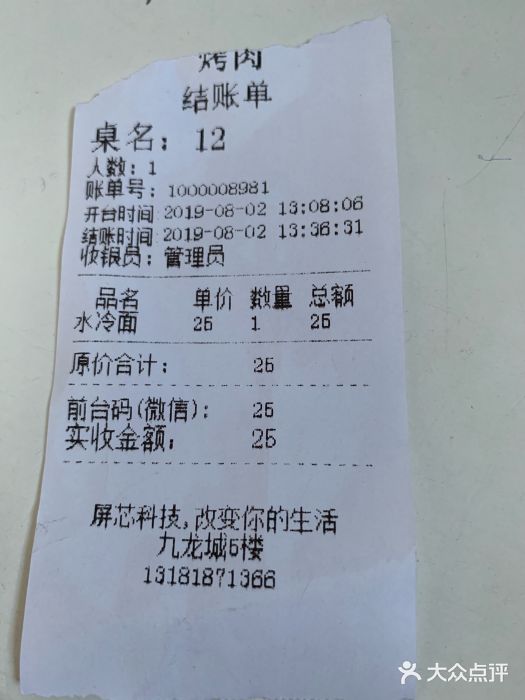 烤肉
结账单
桌名: 12
人数: 1
账单号: 1000008981
开台时间: 2019-08-02 13:08:06
结账时间: 2019-08-02 13:36:31
收银员: 管理员
品名 单价 数量 总额
水冷面 25 1 25
原价合计: 25
前台码(微信): 25
实收金额: 25
屏芯科技,改变你的生活
九龙城5楼
13181871366
大众点评